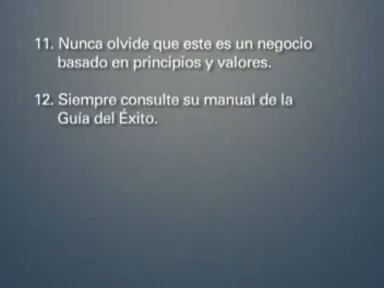 11. Nunca olvide que este es un negocio
basado en principios y valores.
12. Siempre consulte su manual de la
Guía del Éxito.